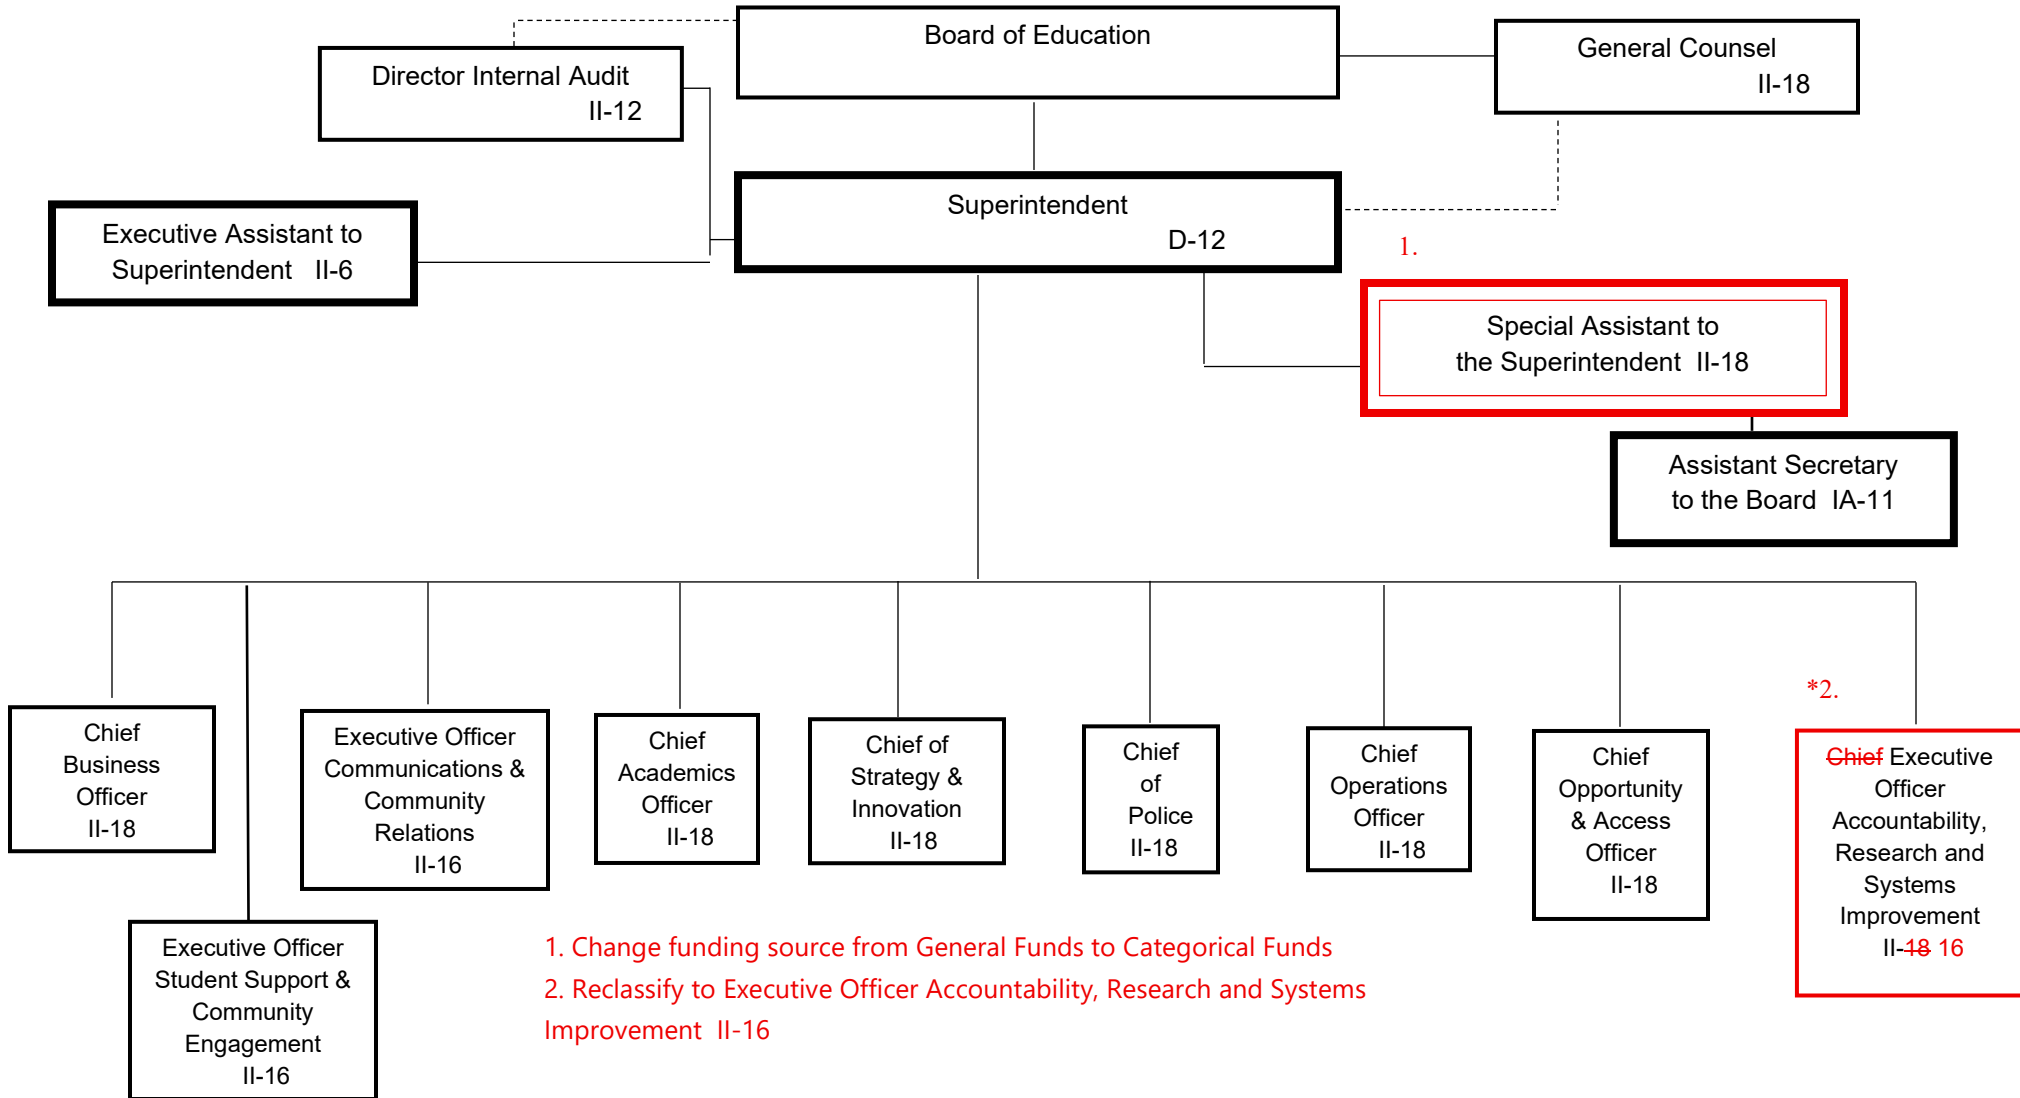 Board of Education
General Counsel
II-18
Director Internal Audit
II-12
Superintendent
D-12
Executive Assistant to
Superintendent II-6
1.
Special Assistant to
the Superintendent II-18
Assistant Secretary
to the Board IA-11
Chief
Business
Officer
II-18
Executive Officer
Student Support &
Community
Engagement
II-16
Executive Officer
Communications &
Community
Relations
II-16
Chief
Academics
Officer
II-18
Chief of
Strategy &
Innovation
II-18
Chief
of
Police
II-18
Chief
Operations
Officer
II-18
Chief
Opportunity
& Access
Officer
II-18
*2.
Chief Executive
Officer
Accountability,
Research and
Systems
Improvement
II-18 16
1. Change funding source from General Funds to Categorical Funds
2. Reclassify to Executive Officer Accountability, Research and Systems
Improvement II-16